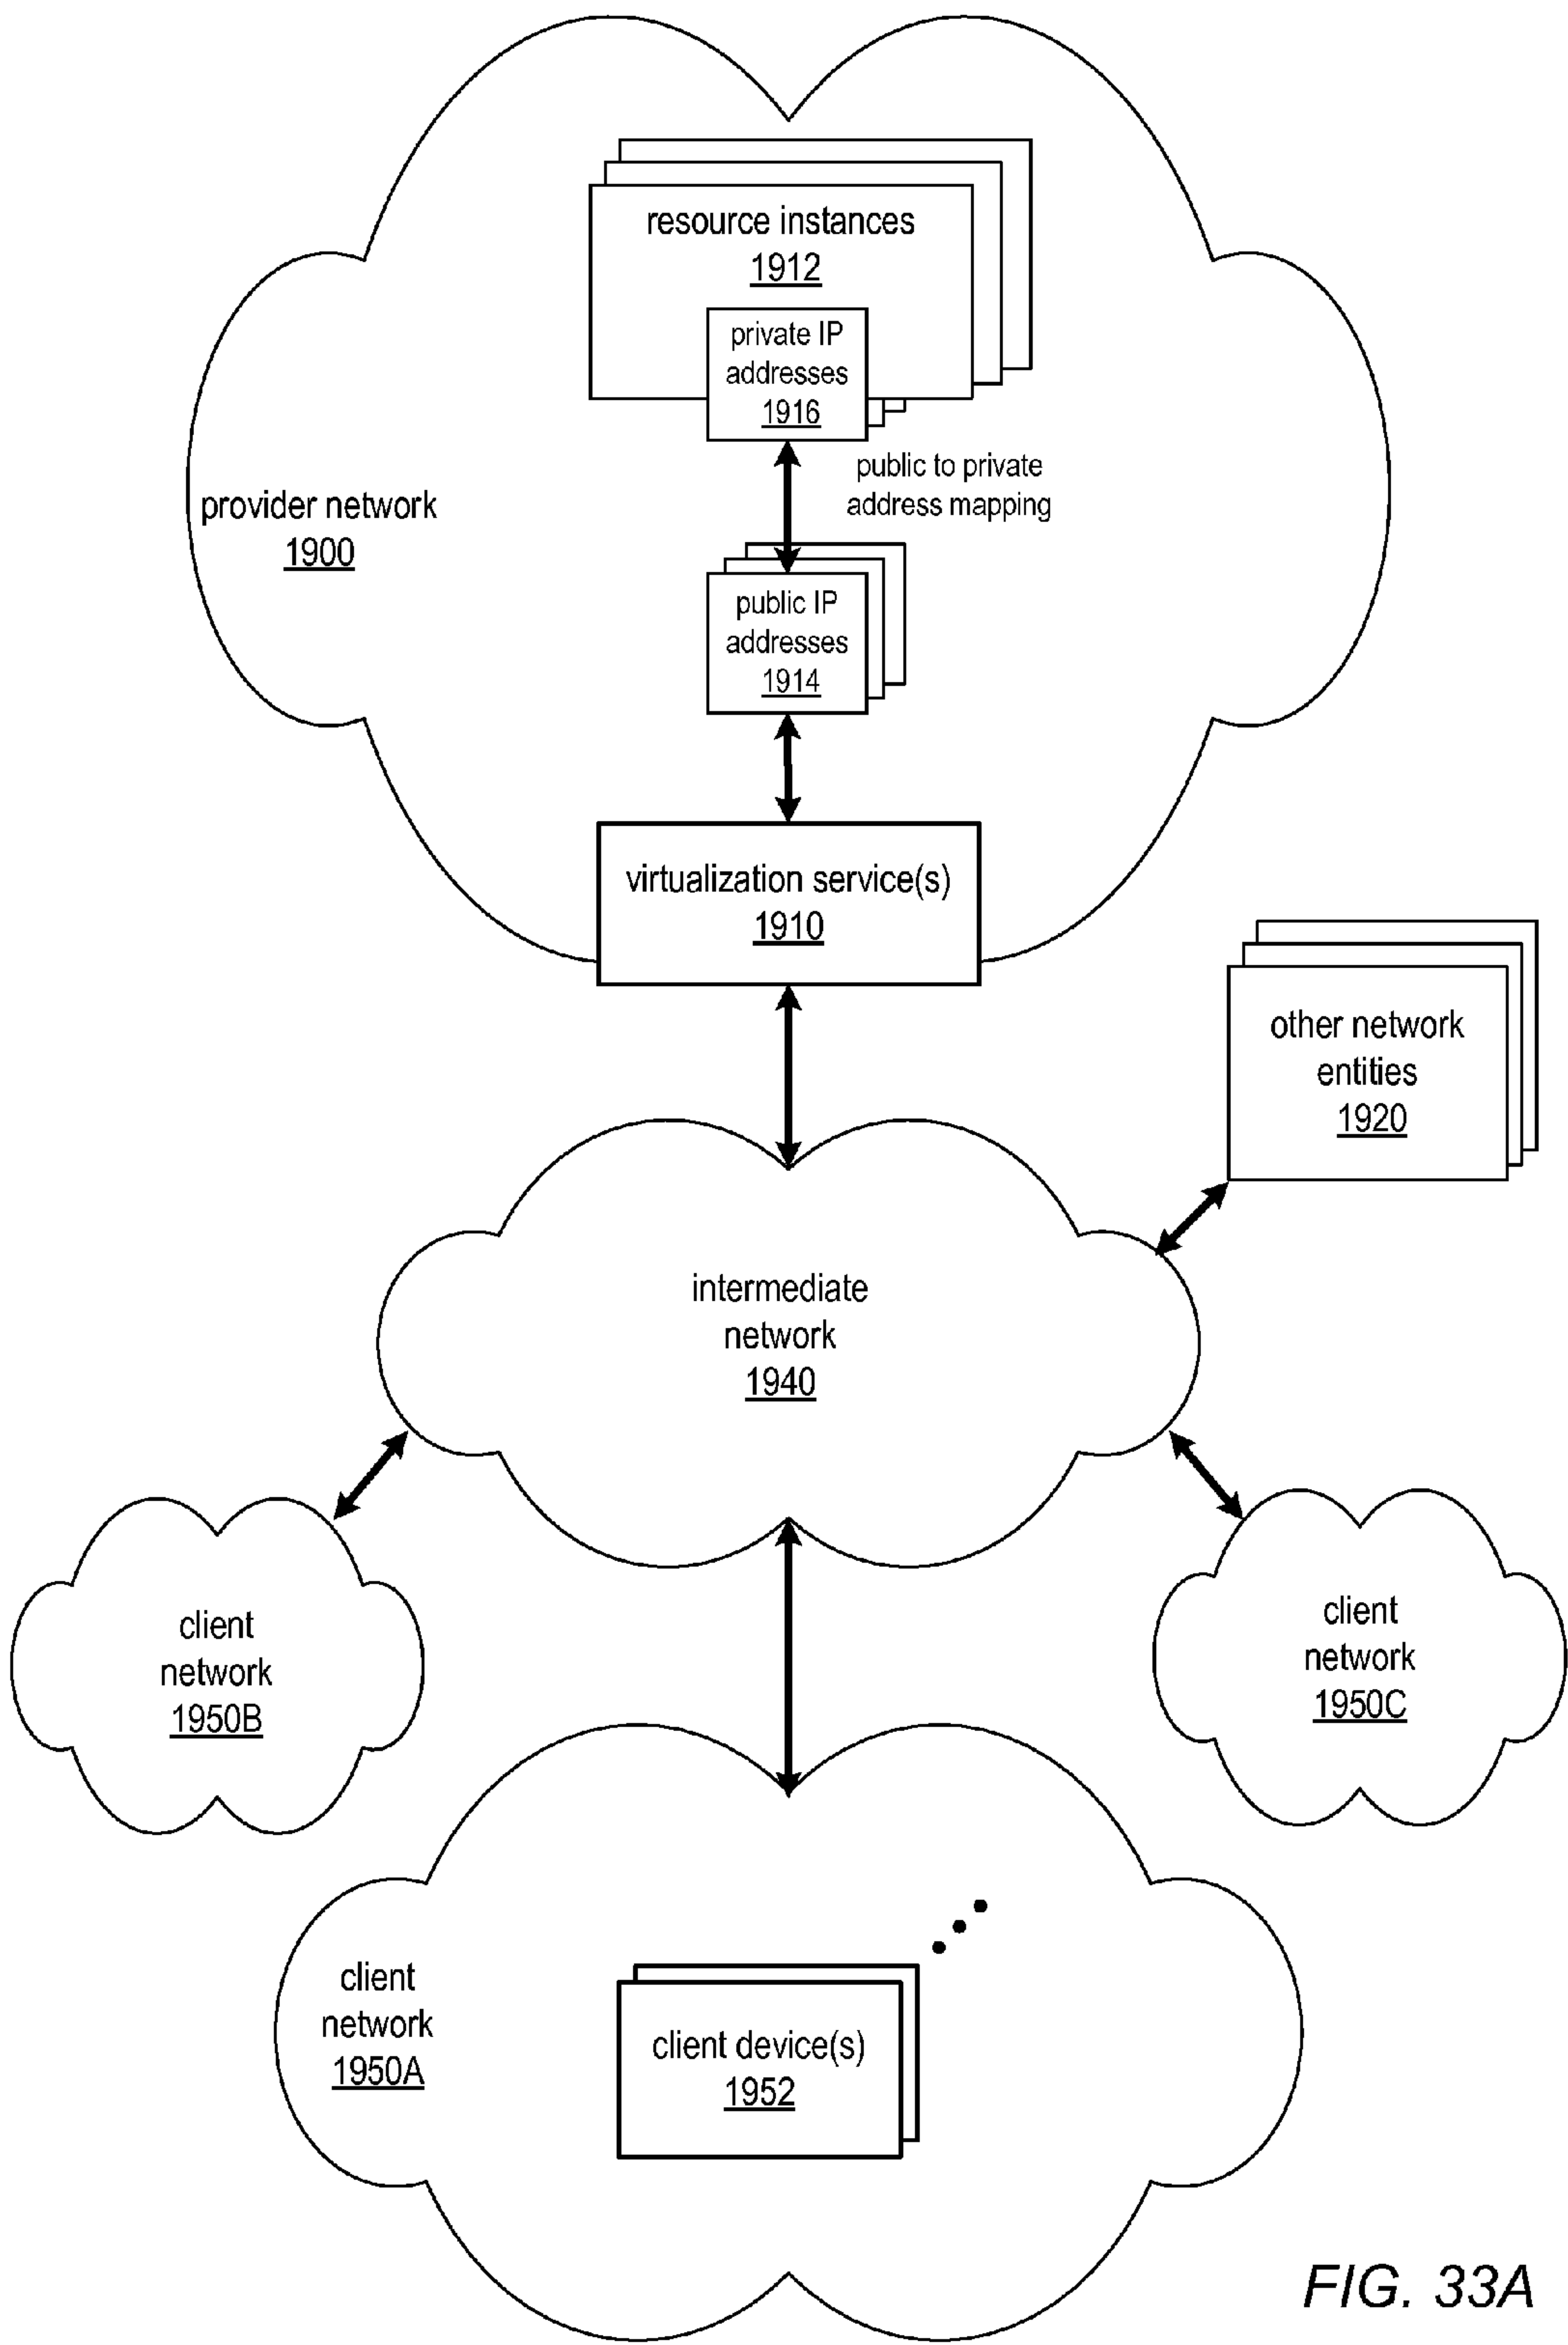 resource instances
1912
private IP
addresses
1916
public to private
address mapping
provider network
1900
public IP
addresses
1914
virtualization service(s)
1910
other network
entities
1920
intermediate
network
1940
client
network
1950B
client
network
1950C
client
network
1950A
client device(s)
1952
FIG. 33A